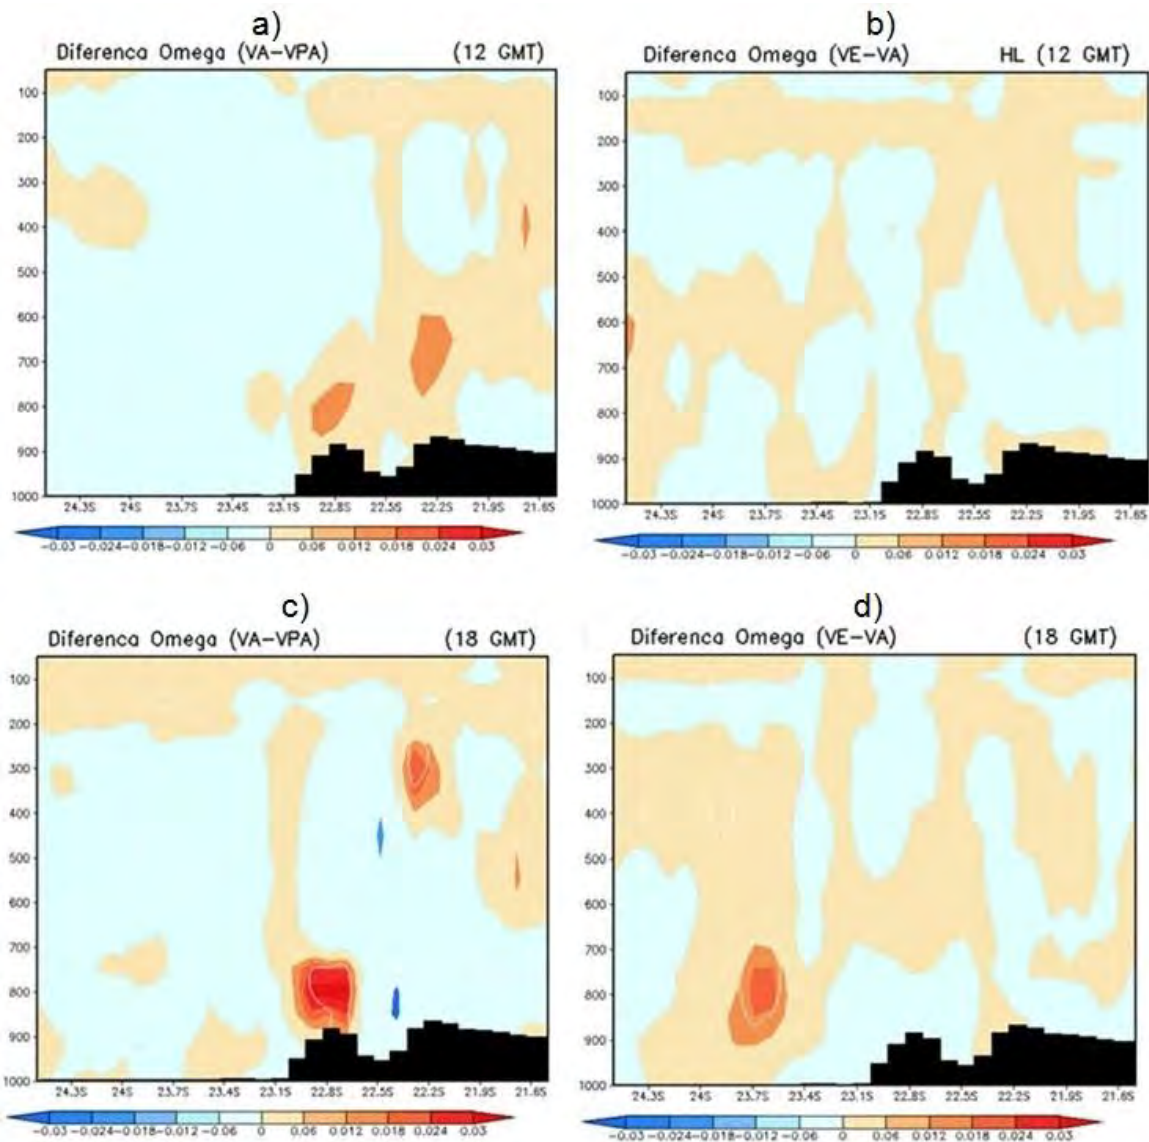 a)
Diferenca Omega (VA-VPA) (12 GMT)
100
200
300
400
500
600
700
800
900
1000
24.3S 24S 23.7S 23.4S 23.1S 22.8S 22.5S 22.2S 21.9S 21.6S
-0.03 -0.024 -0.018 -0.012 -0.06 0 0.06 0.012 0.018 0.024 0.03
b)
Diferenca Omega (VE-VA) HL (12 GMT)
100
200
300
400
500
600
700
800
900
1000
24.3S 24S 23.7S 23.4S 23.1S 22.8S 22.5S 22.2S 21.9S 21.6S
-0.03 -0.024 -0.018 -0.012 -0.06 0 0.06 0.012 0.018 0.024 0.03
c)
Diferenca Omega (VA-VPA) (18 GMT)
100
200
300
400
500
600
700
800
900
1000
24.3S 24S 23.7S 23.4S 23.1S 22.8S 22.5S 22.2S 21.9S 21.6S
-0.03 -0.024 -0.018 -0.012 -0.06 0 0.06 0.012 0.018 0.024 0.03
d)
Diferenca Omega (VE-VA) (18 GMT)
100
200
300
400
500
600
700
800
900
1000
24.3S 24S 23.7S 23.4S 23.1S 22.8S 22.5S 22.2S 21.9S 21.6S
-0.03 -0.024 -0.018 -0.012 -0.06 0 0.06 0.012 0.018 0.024 0.03